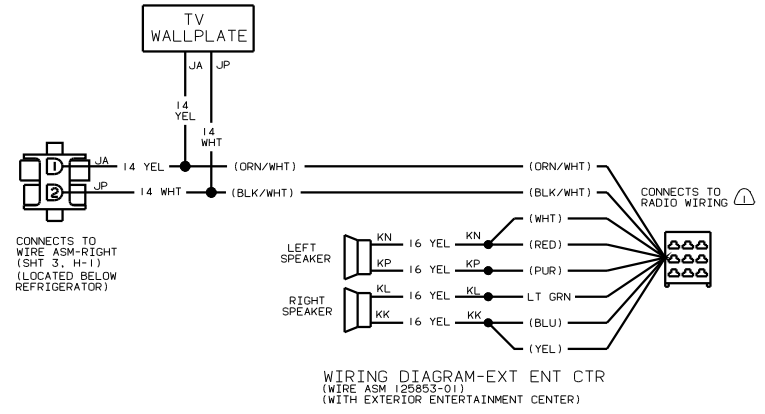 TV
WALLPLATE
JA JP
14
YEL
14
WHT
JA 14 YEL (ORN/WHT) (ORN/WHT)
1
JP 14 WHT (BLK/WHT) (BLK/WHT)
2
CONNECTS TO
RADIO WIRING 1
(WHT)
CONNECTS TO
WIRE ASM-RIGHT
(SHT 3, H-1)
(LOCATED BELOW
REFRIGERATOR)
LEFT
SPEAKER
KN 16 YEL KN (RED)
KP 16 YEL KP (PUR)
RIGHT
SPEAKER
KL 16 YEL KL LT GRN
KK 16 YEL KK (BLU)
(YEL)
WIRING DIAGRAM-EXT ENT CTR
(WIRE ASM 125853-01)
(WITH EXTERIOR ENTERTAINMENT CENTER)